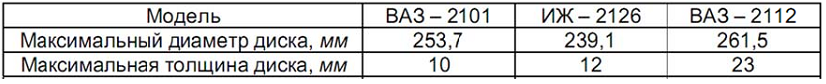 Модель ВАЗ – 2101 ИЖ – 2126 ВАЗ – 2112
Максимальный диаметр диска, мм 253,7 239,1 261,5
Максимальная толщина диска, мм 10 12 23